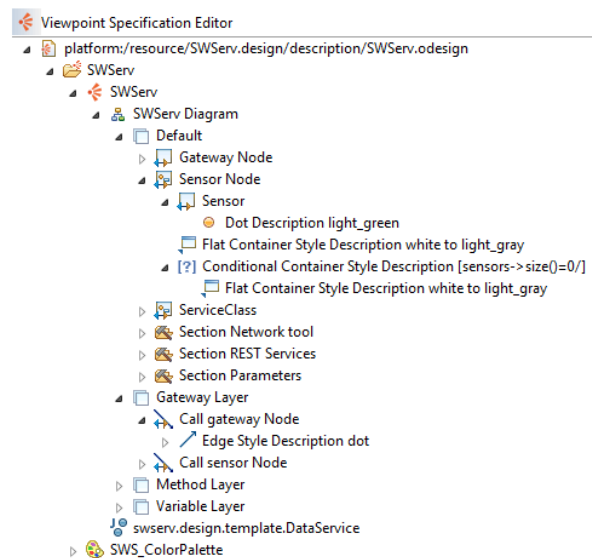 Viewpoint Specification Editor
platform:/resource/SWServ.design/description/SWServ.odesign
SWServ
SWServ
SWServ Diagram
Default
Gateway Node
Sensor Node
Sensor
Dot Description light_green
Flat Container Style Description white to light_gray
[?] Conditional Container Style Description [sensors->size()=0/]
Flat Container Style Description white to light_gray
ServiceClass
Section Network tool
Section REST Services
Section Parameters
Gateway Layer
Call gateway Node
Edge Style Description dot
Call sensor Node
Method Layer
Variable Layer
swserv.design.template.DataService
SWS_ColorPalette